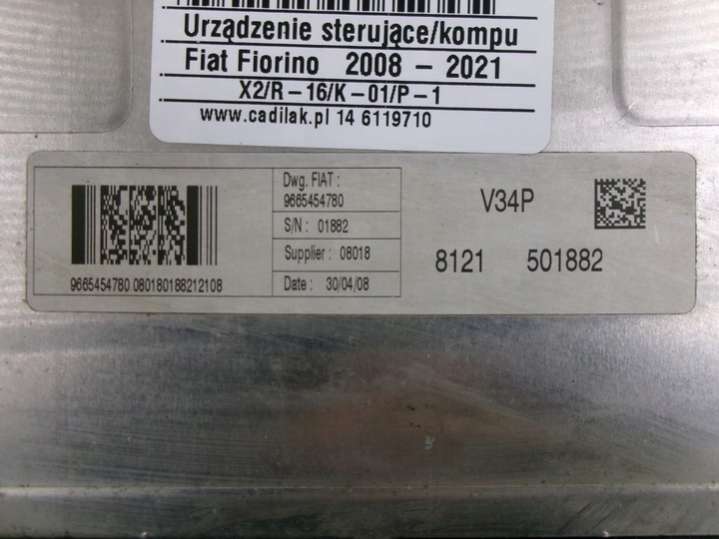 Urządzenie sterujące/kompu
Fiat Fiorino 2008 - 2021
X2/R-16/K-01/P-1
www.cadilak.pl 14 6119710
Dwg. FIAT :
9665454780
S/N : 01882
Supplier : 08018
Date : 30/04/08
9665454780 080180188212108
V34P
8121 501882